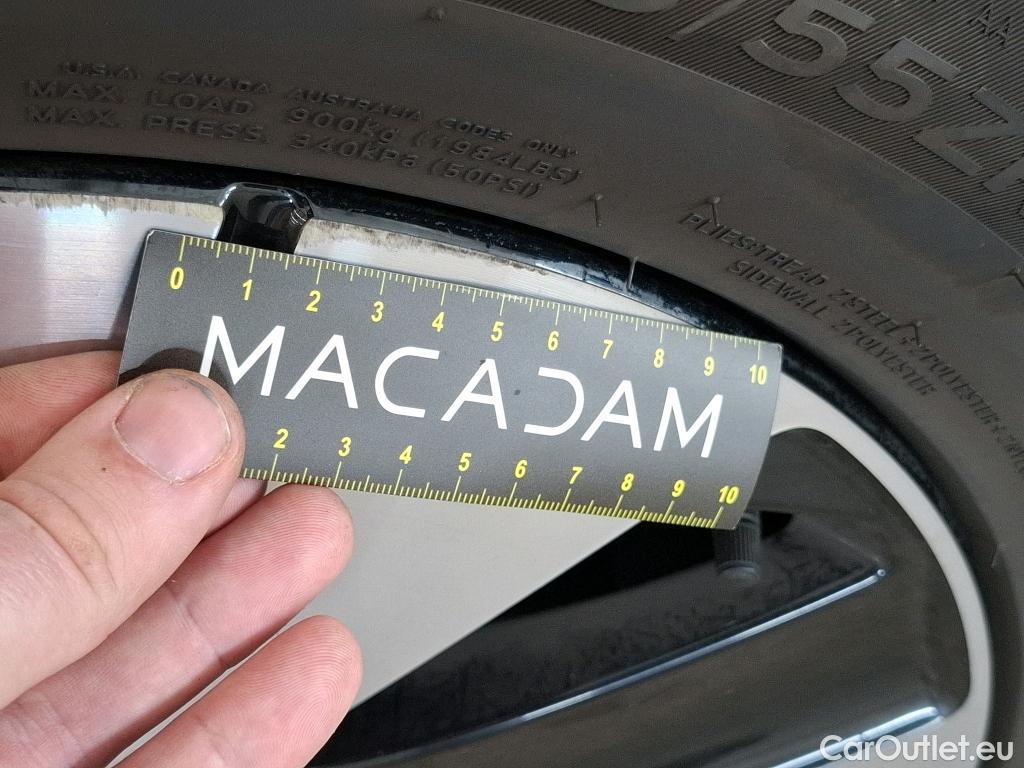 /55Z
AA
U.S.A. CANADA AUSTRALIA CODES ONLY
MAX. LOAD 900kg (1984LBS)
MAX. PRESS. 340kPa (50PSI)
PLIES:TREAD
SIDEWALL 2POLYESTER
0 1 2 3 4 5 6 7 8 9 10
MACADAM
2 3 4 5 6 7 8 9 10
CarOutlet.eu